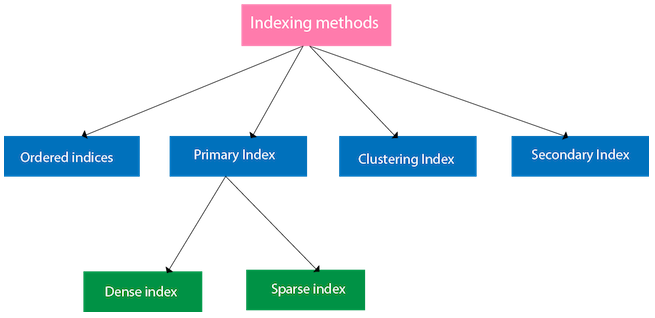 Indexing methods
Ordered indices
Primary Index
Clustering Index
Secondary Index
Dense index
Sparse index